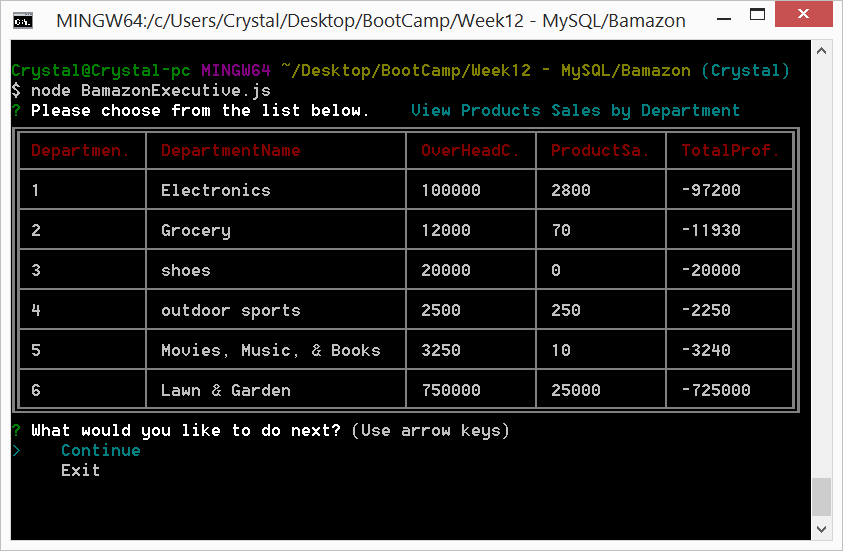 MINGW64:/c/Users/Crystal/Desktop/BootCamp/Week12 - MySQL/Bamazon
Crystal@Crystal-pc MINGW64 ~/Desktop/BootCamp/Week12 - MySQL/Bamazon (Crystal)
$ node BamazonExecutive.js
? Please choose from the list below. View Products Sales by Department
Departmen. DepartmentName OverHeadC. ProductSa. TotalProf.
1 Electronics 100000 2800 -97200
2 Grocery 12000 70 -11930
3 shoes 20000 0 -20000
4 outdoor sports 2500 250 -2250
5 Movies, Music, & Books 3250 10 -3240
6 Lawn & Garden 750000 25000 -725000
? What would you like to do next? (Use arrow keys)
> Continue
Exit